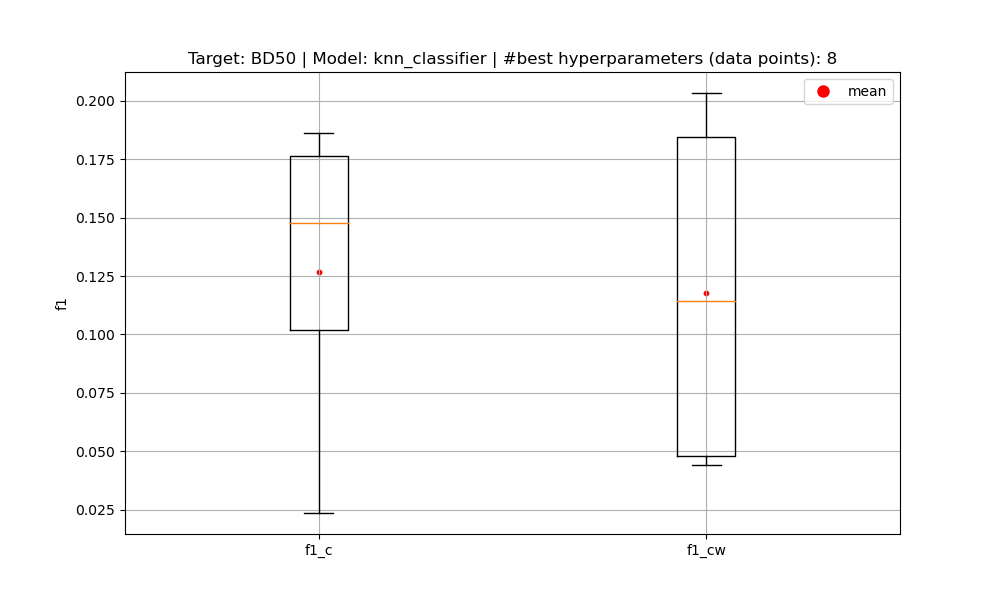 Target: BD50 | Model: knn_classifier | #best hyperparameters (data points): 8
mean
0.200
0.175
0.150
0.125
0.100
0.075
0.050
0.025
f1
f1_c
f1_cw